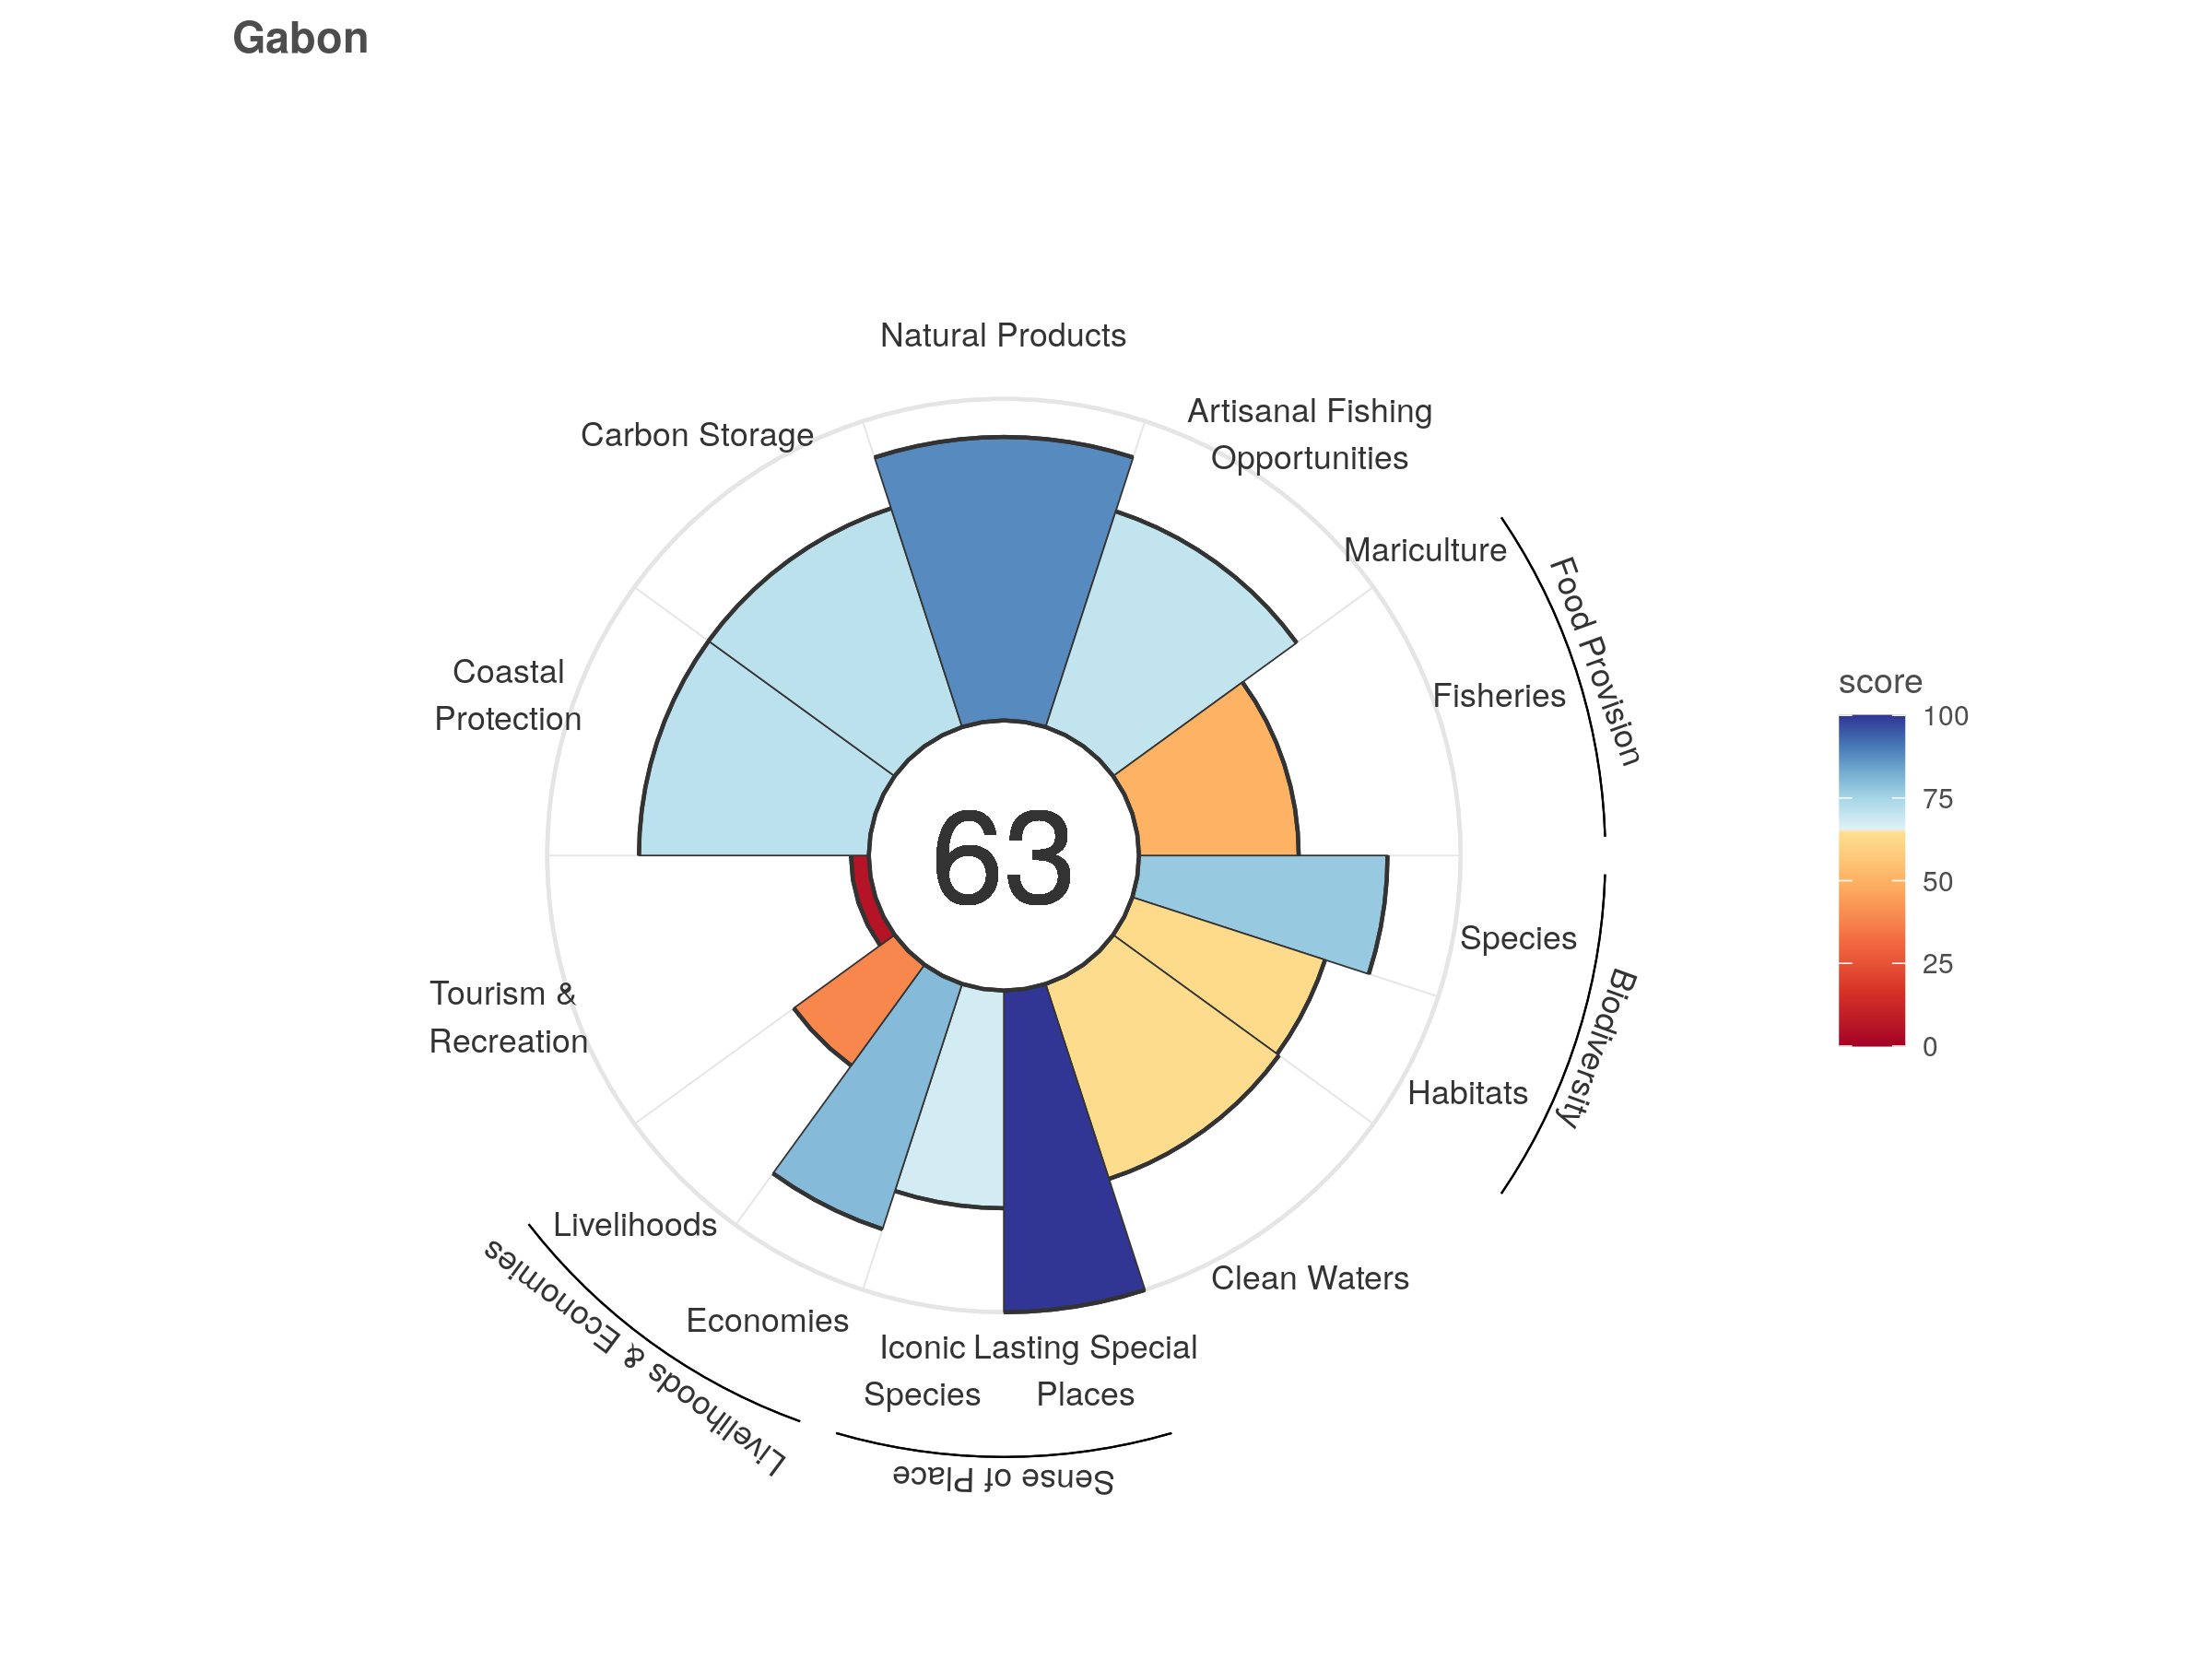 Gabon
Natural Products
Artisanal Fishing
Opportunities
Carbon Storage
Mariculture
Food Provision
Fisheries
Coastal
Protection
63
score
100
75
50
25
0
Species
Biodiversity
Habitats
Tourism &
Recreation
Livelihoods
Livelihoods & Economies
Economies
Clean Waters
Iconic
Species
Lasting Special
Places
Sense of Place